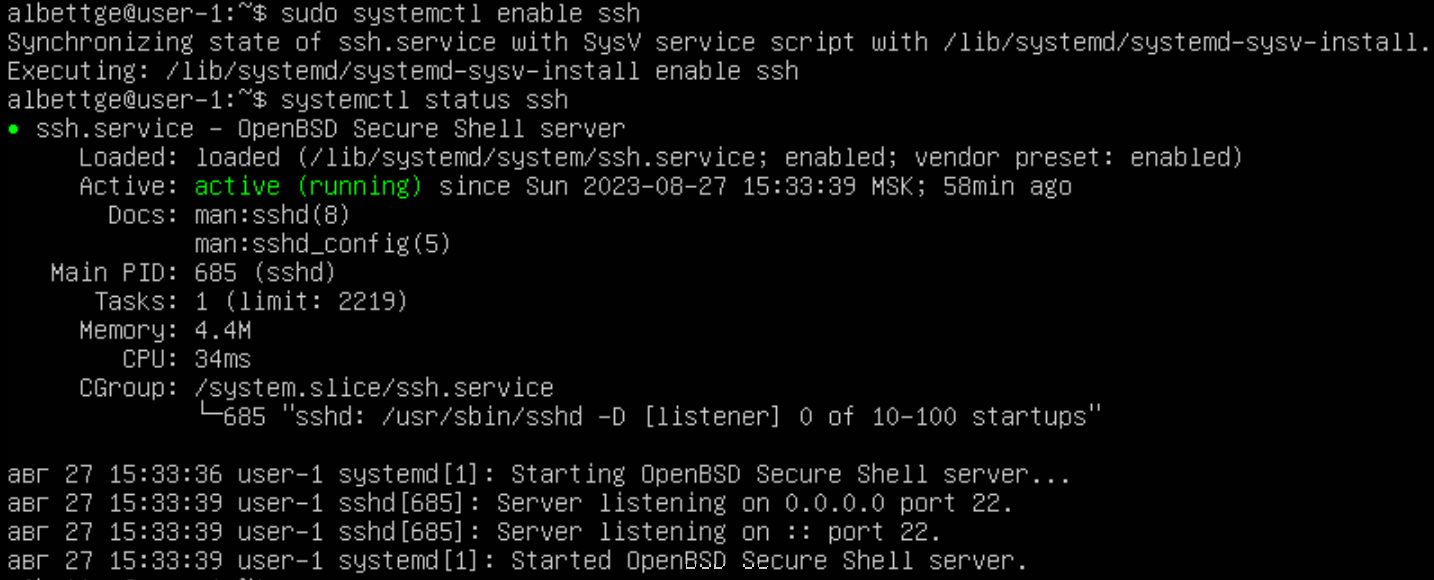 albettge@user-1:~$ sudo systemctl enable ssh
Synchronizing state of ssh.service with SysV service script with /lib/systemd/systemd-sysv-install.
Executing: /lib/systemd/systemd-sysv-install enable ssh
albettge@user-1:~$ systemctl status ssh
● ssh.service - OpenBSD Secure Shell server
     Loaded: loaded (/lib/systemd/system/ssh.service; enabled; vendor preset: enabled)
     Active: active (running) since Sun 2023-08-27 15:33:39 MSK; 58min ago
       Docs: man:sshd(8)
             man:sshd_config(5)
   Main PID: 685 (sshd)
      Tasks: 1 (limit: 2219)
     Memory: 4.4M
        CPU: 34ms
     CGroup: /system.slice/ssh.service
             └─685 "sshd: /usr/sbin/sshd -D [listener] 0 of 10-100 startups"

авг 27 15:33:36 user-1 systemd[1]: Starting OpenBSD Secure Shell server...
авг 27 15:33:39 user-1 sshd[685]: Server listening on 0.0.0.0 port 22.
авг 27 15:33:39 user-1 sshd[685]: Server listening on :: port 22.
авг 27 15:33:39 user-1 systemd[1]: Started OpenBSD Secure Shell server.